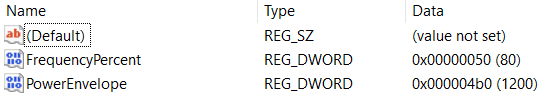 Name Type Data
(Default) REG_SZ (value not set)
FrequencyPercent REG_DWORD 0x00000050 (80)
PowerEnvelope REG_DWORD 0x000004b0 (1200)